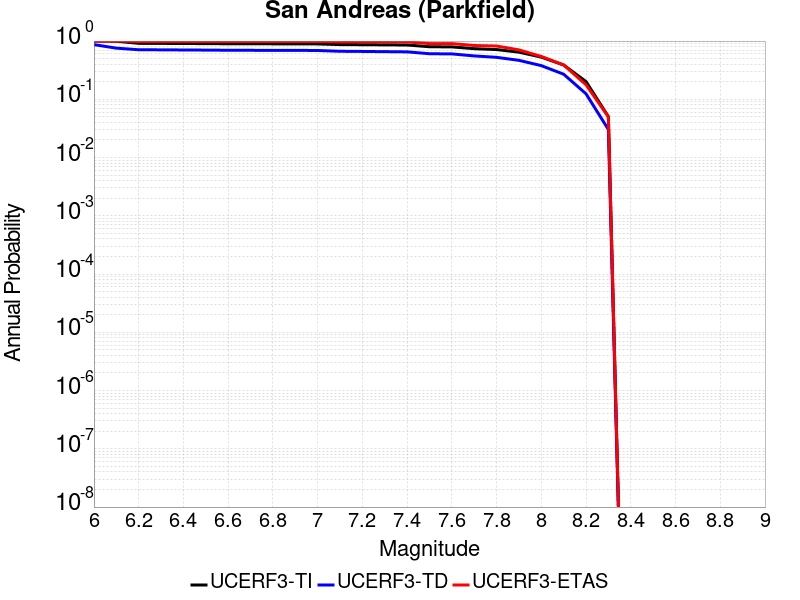 San Andreas (Parkfield)
10^0
10^-1
10^-2
10^-3
10^-4
10^-5
10^-6
10^-7
10^-8
Annual Probability
6 6.2 6.4 6.6 6.8 7 7.2 7.4 7.6 7.8 8 8.2 8.4 8.6 8.8 9
Magnitude
UCERF3-TI UCERF3-TD UCERF3-ETAS